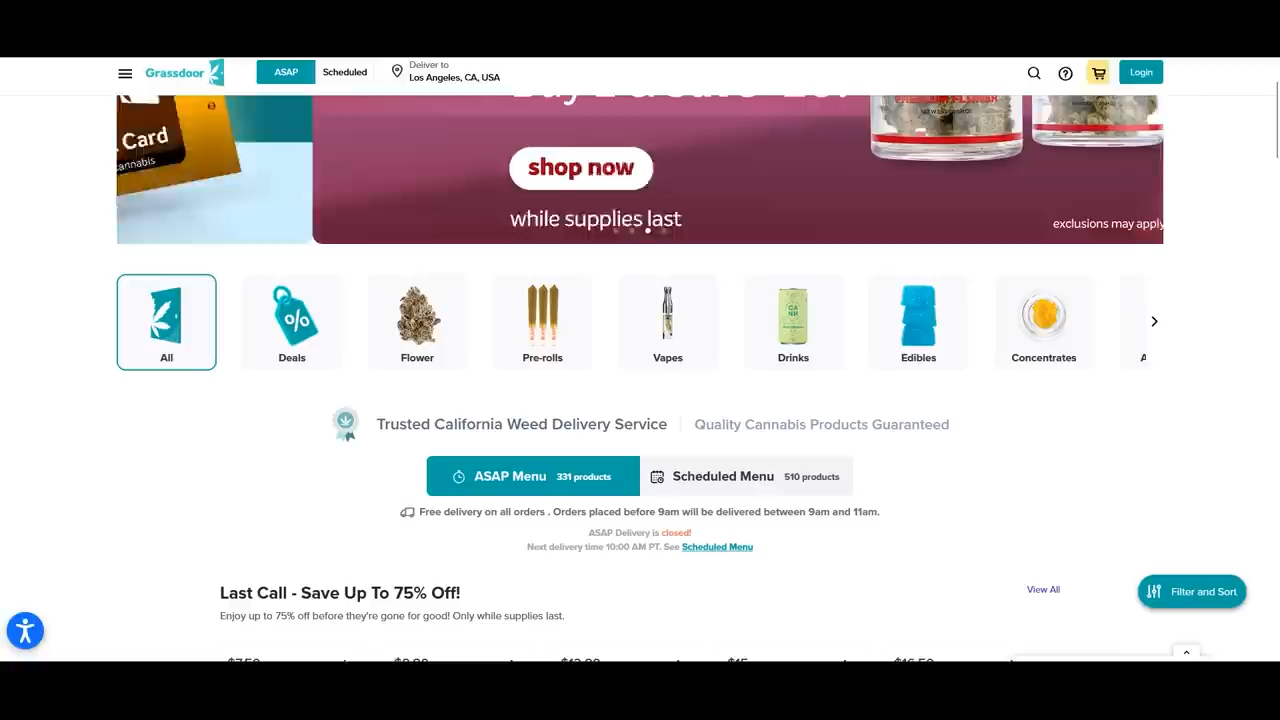 Grassdoor
ASAP
Scheduled
Deliver to
Los Angeles, CA, USA
Login
Card
cannabis
shop now
while supplies last
exclusions may apply
All
Deals
Flower
Pre-rolls
Vapes
Drinks
Edibles
Concentrates
Trusted California Weed Delivery Service
Quality Cannabis Products Guaranteed
ASAP Menu 331 products
Scheduled Menu 510 products
Free delivery on all orders . Orders placed before 9am will be delivered between 9am and 11am.
ASAP Delivery is closed!
Next delivery time 10:00 AM PT. See Scheduled Menu
Last Call - Save Up To 75% Off!
View All
Filter and Sort
Enjoy up to 75% off before they're gone for good! Only while supplies last.